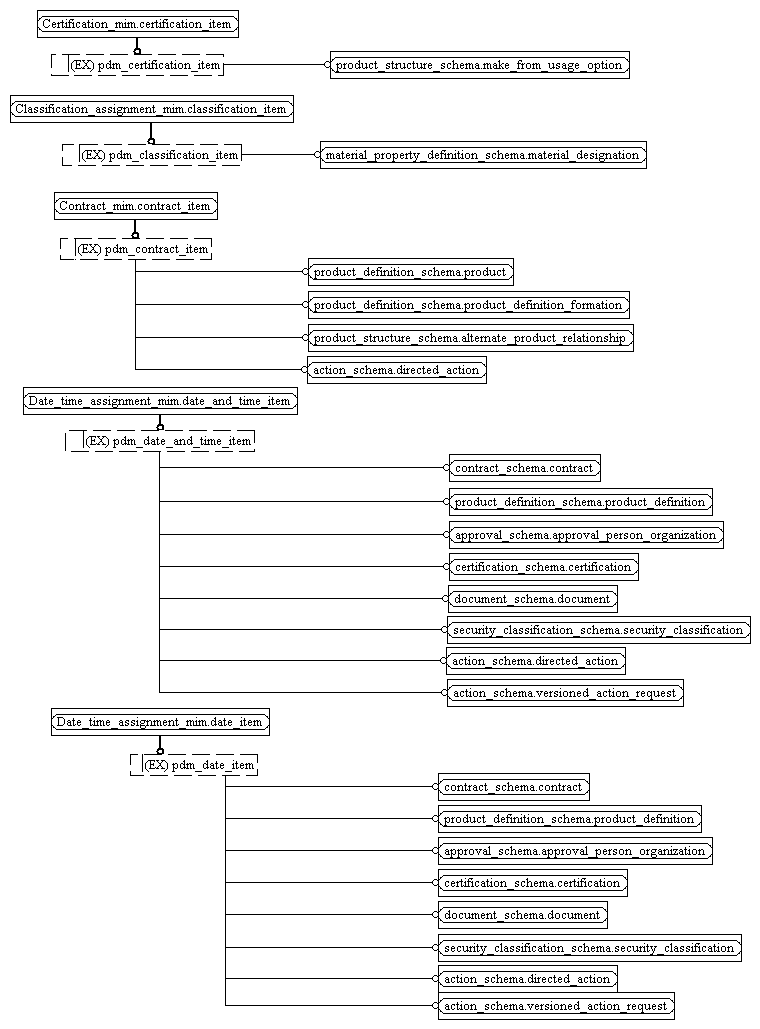 Certification_mim.certification_item
(EX) pdm_certification_item
product_structure_schema.make_from_usage_option
Classification_assignment_mim.classification_item
(EX) pdm_classification_item
material_property_definition_schema.material_designation
Contract_mim.contract_item
(EX) pdm_contract_item
product_definition_schema.product
product_definition_schema.product_definition_formation
product_structure_schema.alternate_product_relationship
action_schema.directed_action
Date_time_assignment_mim.date_and_time_item
(EX) pdm_date_and_time_item
contract_schema.contract
product_definition_schema.product_definition
approval_schema.approval_person_organization
certification_schema.certification
document_schema.document
security_classification_schema.security_classification
action_schema.directed_action
action_schema.versioned_action_request
Date_time_assignment_mim.date_item
(EX) pdm_date_item
contract_schema.contract
product_definition_schema.product_definition
approval_schema.approval_person_organization
certification_schema.certification
document_schema.document
security_classification_schema.security_classification
action_schema.directed_action
action_schema.versioned_action_request